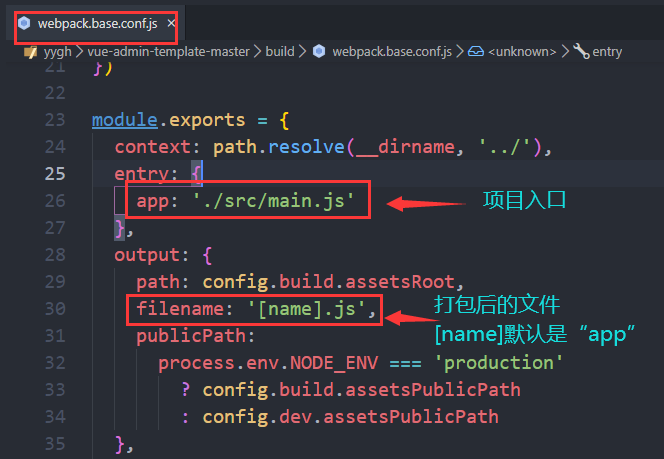 webpack.base.conf.js ×
yygh > vue-admin-template-master > build > webpack.base.conf.js > <unknown> > entry
21 })
22
23 module.exports = {
24 context: path.resolve(__dirname, '../'),
25 entry: {
26 app: './src/main.js'
项目入口
27 },
28 output: {
29 path: config.build.assetsRoot,
30 filename: '[name].js',
打包后的文件
[name]默认是“app”
31 publicPath:
32 process.env.NODE_ENV === 'production'
33 ? config.build.assetsPublicPath
34 : config.dev.assetsPublicPath
35 },